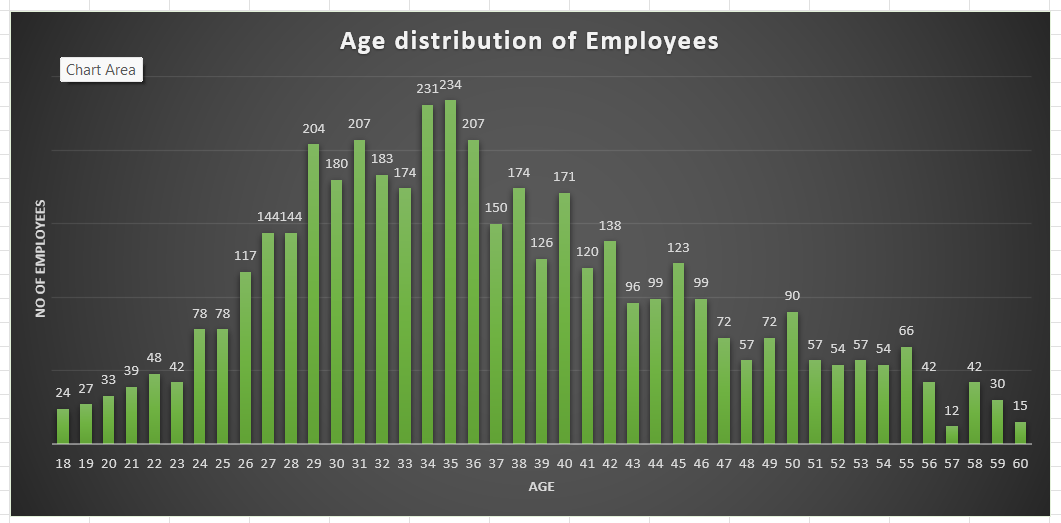 Age distribution of Employees
Chart Area
NO OF EMPLOYEES
24 27 33 39 48 42 78 78 117 144 144 204 180 207 183 174 231 234 207 150 174 126 171 120 138 96 99 123 99 72 57 72 90 57 54 57 54 66 42 12 42 30 15
18 19 20 21 22 23 24 25 26 27 28 29 30 31 32 33 34 35 36 37 38 39 40 41 42 43 44 45 46 47 48 49 50 51 52 53 54 55 56 57 58 59 60
AGE